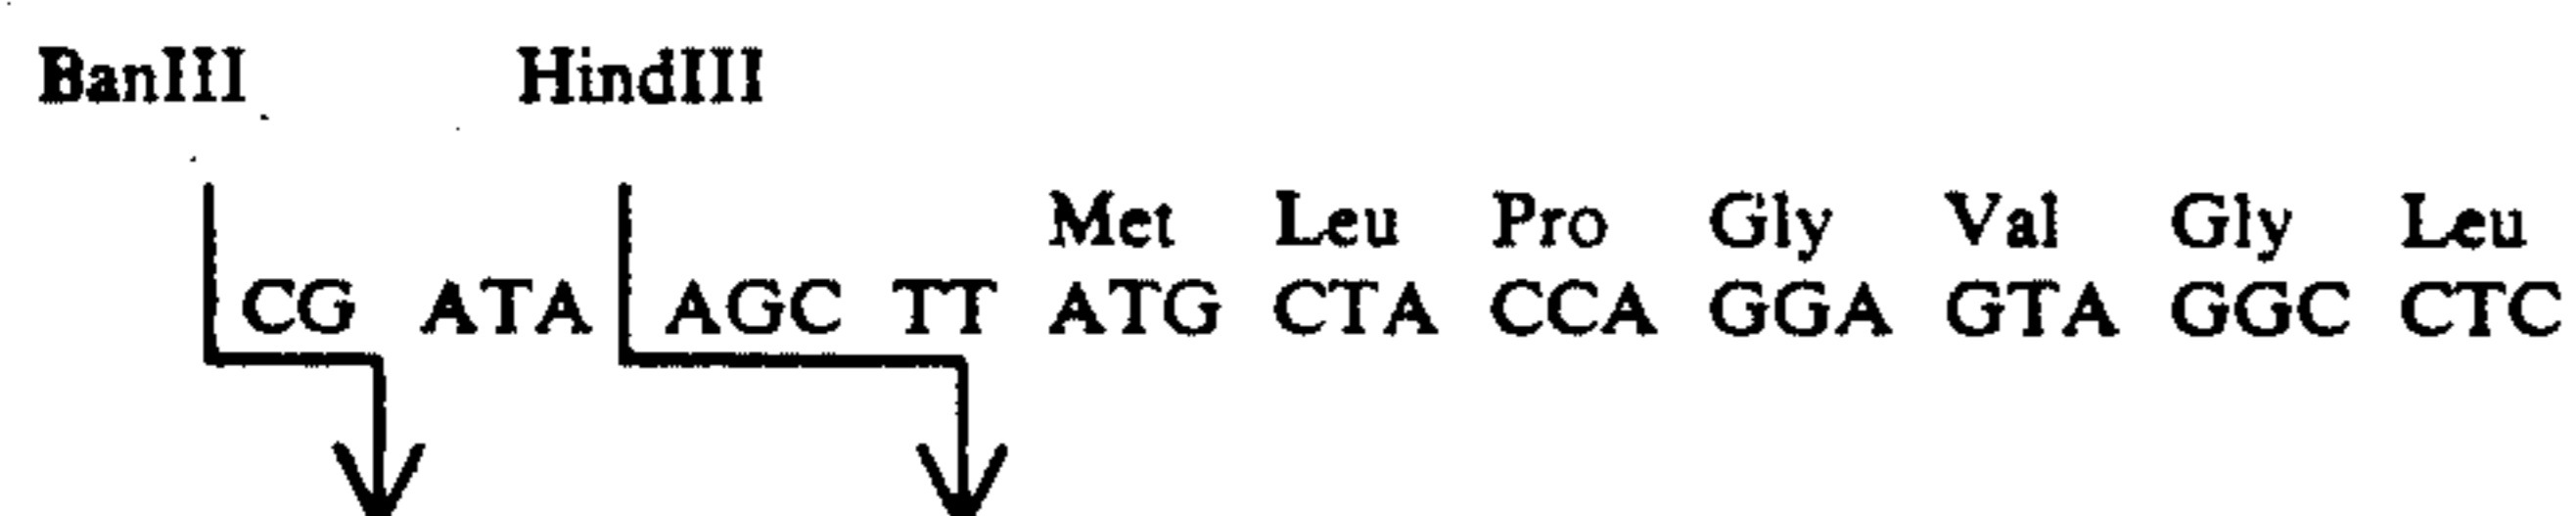 BanIII HindIII
Met Leu Pro Gly Val Gly Leu
CG ATA AGC TT ATG CTA CCA GGA GTA GGC CTC